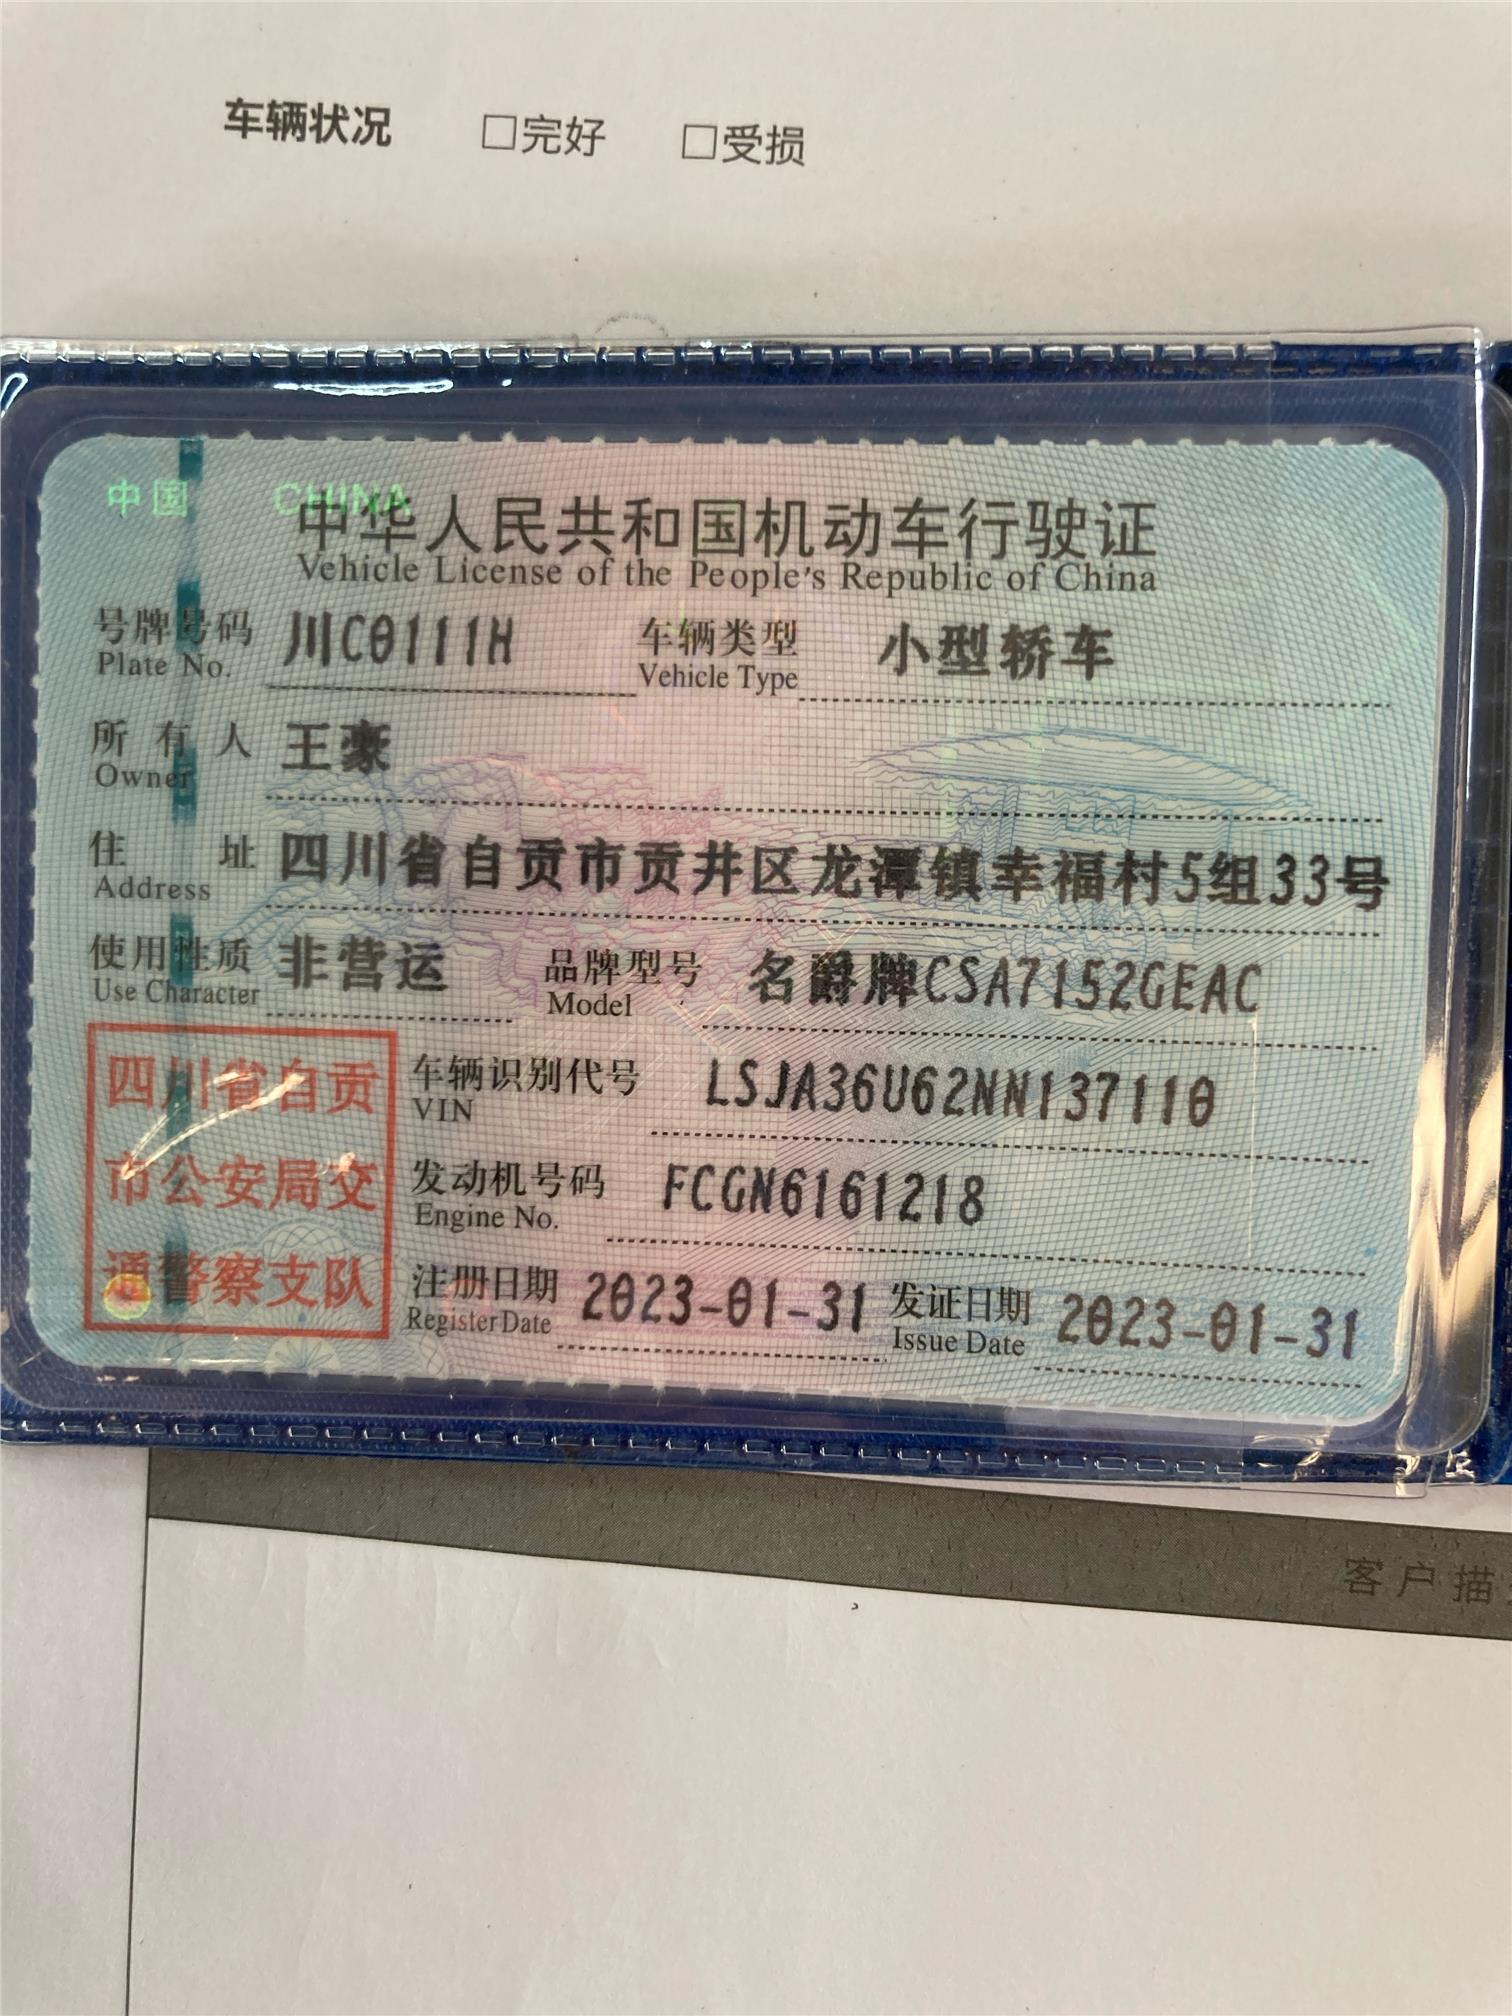 车辆状况 □完好 □受损
中国 CHINA
中华人民共和国机动车行驶证
Vehicle License of the People's Republic of China
号牌号码 川C0111H 车辆类型 小型轿车
Plate No. Vehicle Type
所有人 王豪
Owner
住址 四川省自贡市贡井区龙潭镇幸福村5组33号
Address
使用性质 非营运 品牌型号 名爵牌CSA7152GEAC
Use Character Model
四川省自贡
市公安局交
通警察支队
车辆识别代号 LSJA36U62NN137110
VIN
发动机号码 FCGN6161218
Engine No.
注册日期 2023-01-31 发证日期 2023-01-31
Register Date Issue Date
客户描